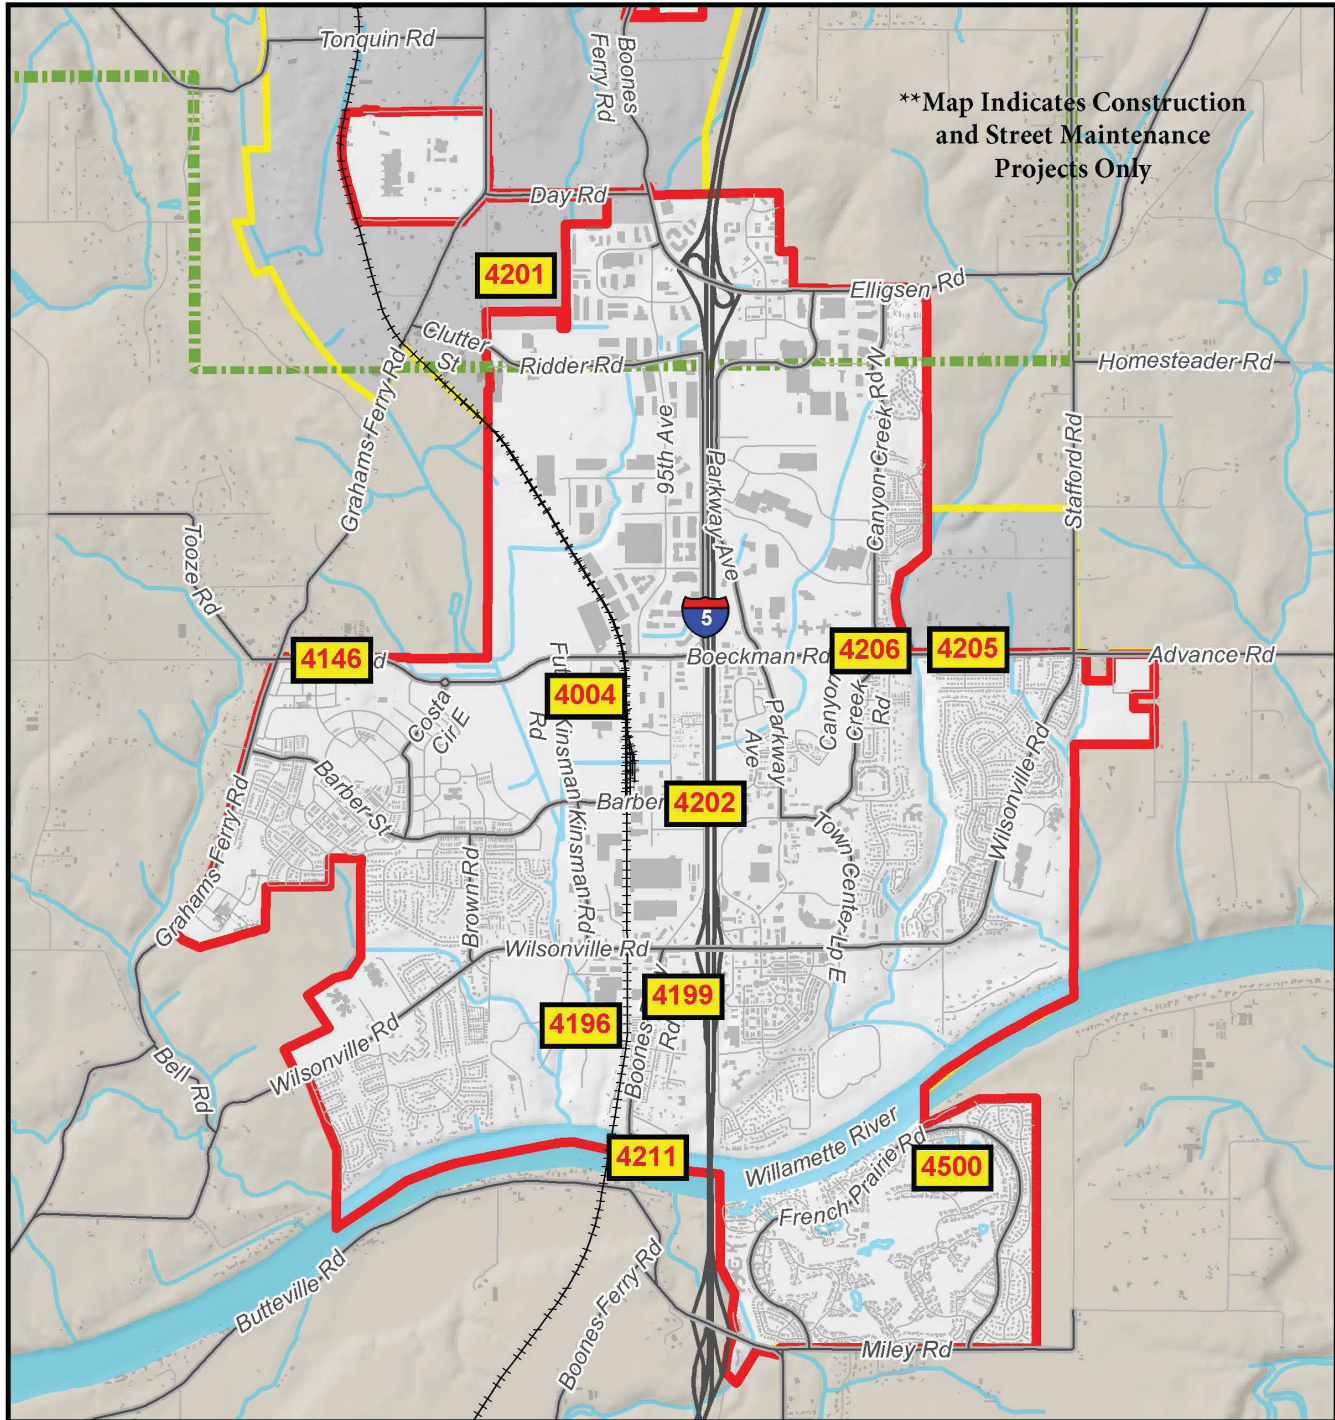 Tonquin Rd
Boones
Ferry Rd
**Map Indicates Construction
and Street Maintenance
Projects Only
Day Rd
4201
Elligsen Rd
Clutter
St
Ridder Rd
Homesteader Rd
Grahams Ferry Rd
95th Ave
Parkway Ave
Canyon Creek Rd N
Stafford Rd
Tooze Rd
5
4146
d
Boeckman Rd
4206
4205
Advance Rd
4004
Rd
Kinsman
Costa
Cir E
Canyon
Creek
Rd
Parkway
Ave
Wilsonville Rd
Barber St
Barber
4202
Town Center Lp E
Grahams Ferry Rd
Kinsman Rd
Brown Rd
Wilsonville Rd
4199
4196
Boones
Rd
Wilsonville Rd
Bell Rd
4211
Willamette River
4500
French Prairie Rd
Butteville Rd
Boones Ferry Rd
Miley Rd